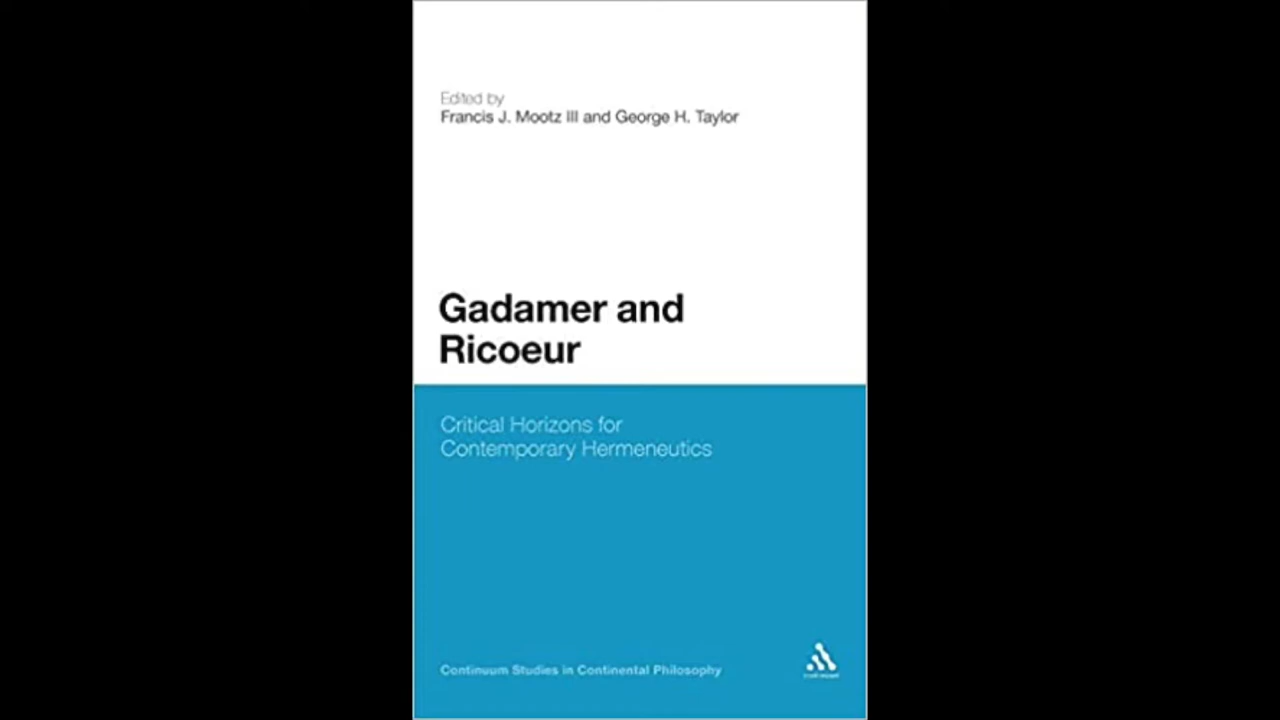 Edited by
Francis J. Mootz III and George H. Taylor
Gadamer and
Ricoeur
Critical Horizons for
Contemporary Hermeneutics
Continuum Studies in Continental Philosophy